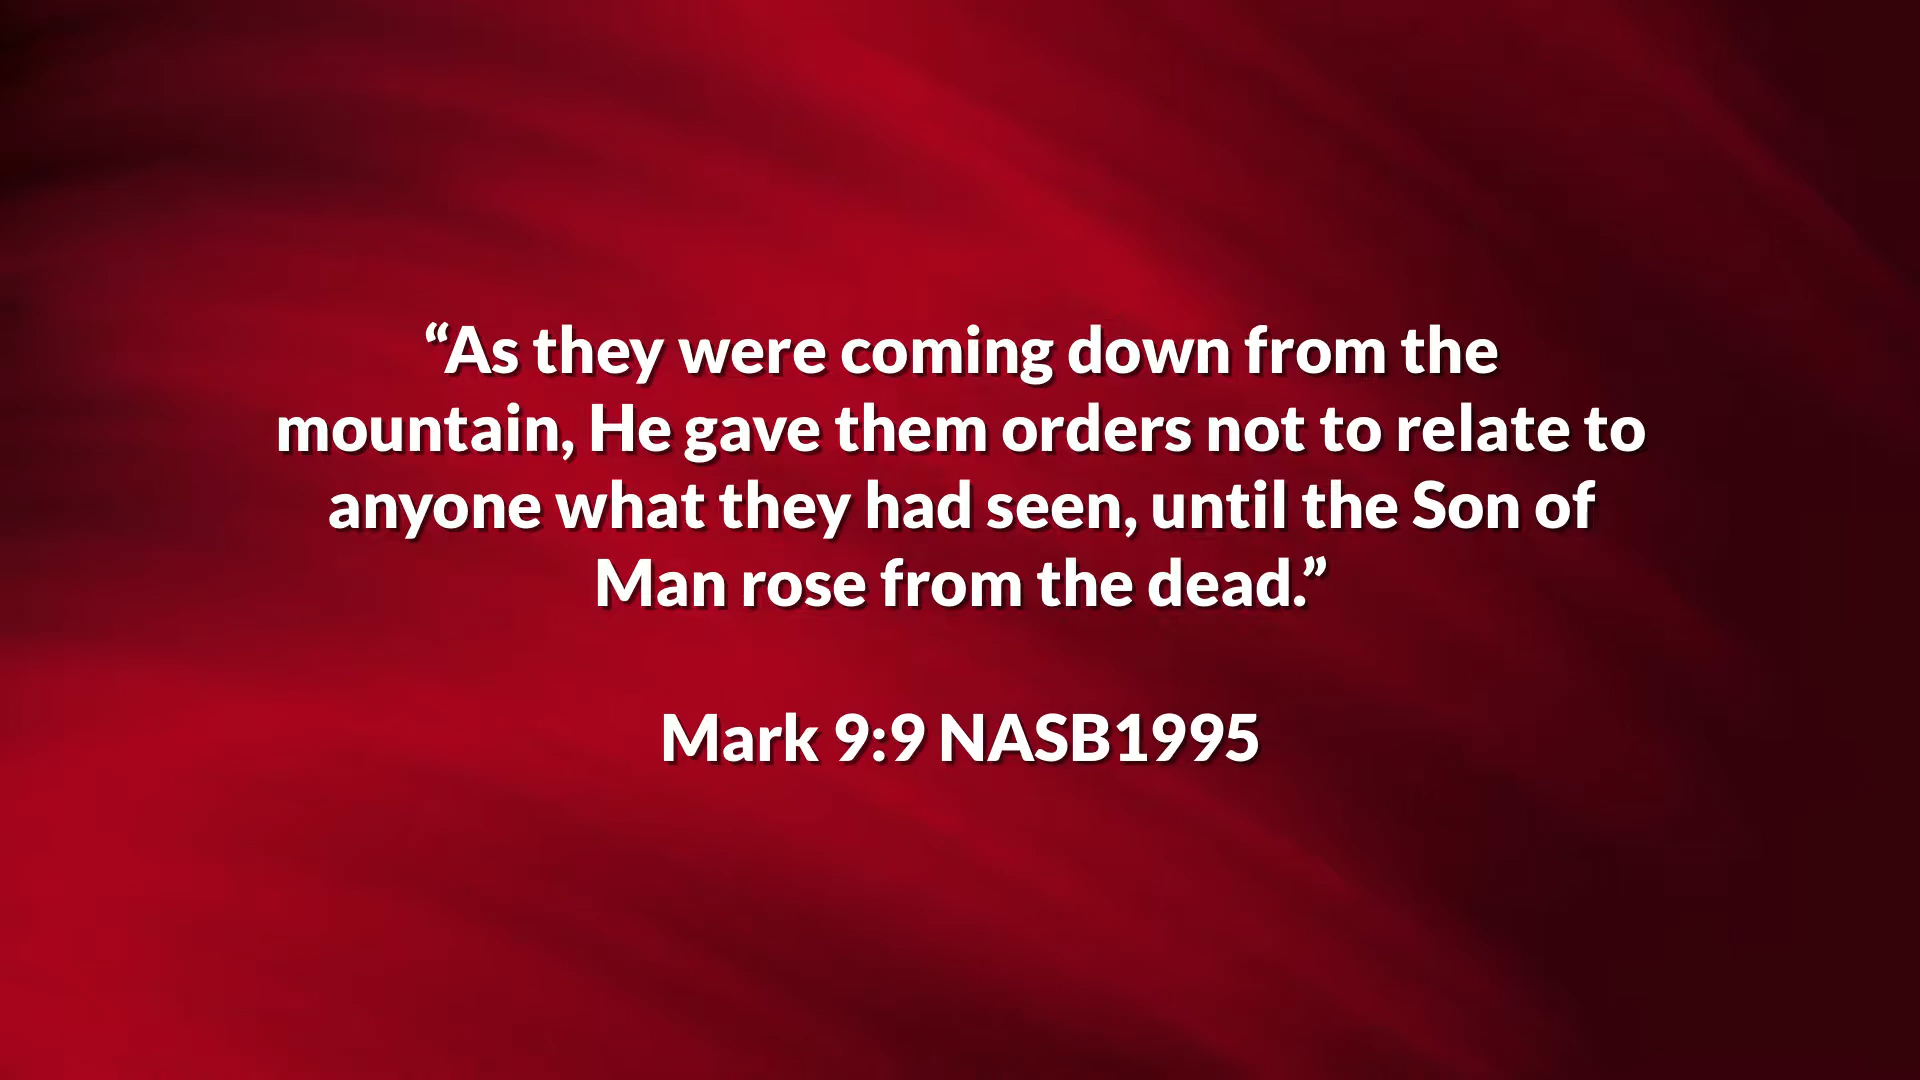 “As they were coming down from the
mountain, He gave them orders not to relate to
anyone what they had seen, until the Son of
Man rose from the dead.”
Mark 9:9 NASB1995